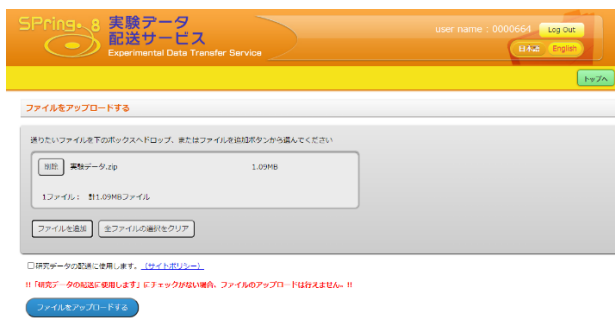 SPring-8 実験データ
配送サービス
Experimental Data Transfer Service
user name : 0000664 Log Out
日本語 English
トップへ
ファイルをアップロードする
送りたいファイルを下のボックスへドロップ、またはファイルを追加ボタンから選んでください
削除 実験データ.zip 1.09MB
1ファイル： 計1.09MBファイル
ファイルを追加 全ファイルの選択をクリア
研究データの配送に使用します。 (サイトポリシー)
!!「研究データの配送に使用します」にチェックがない場合、ファイルのアップロードは行えません。!!
ファイルをアップロードする